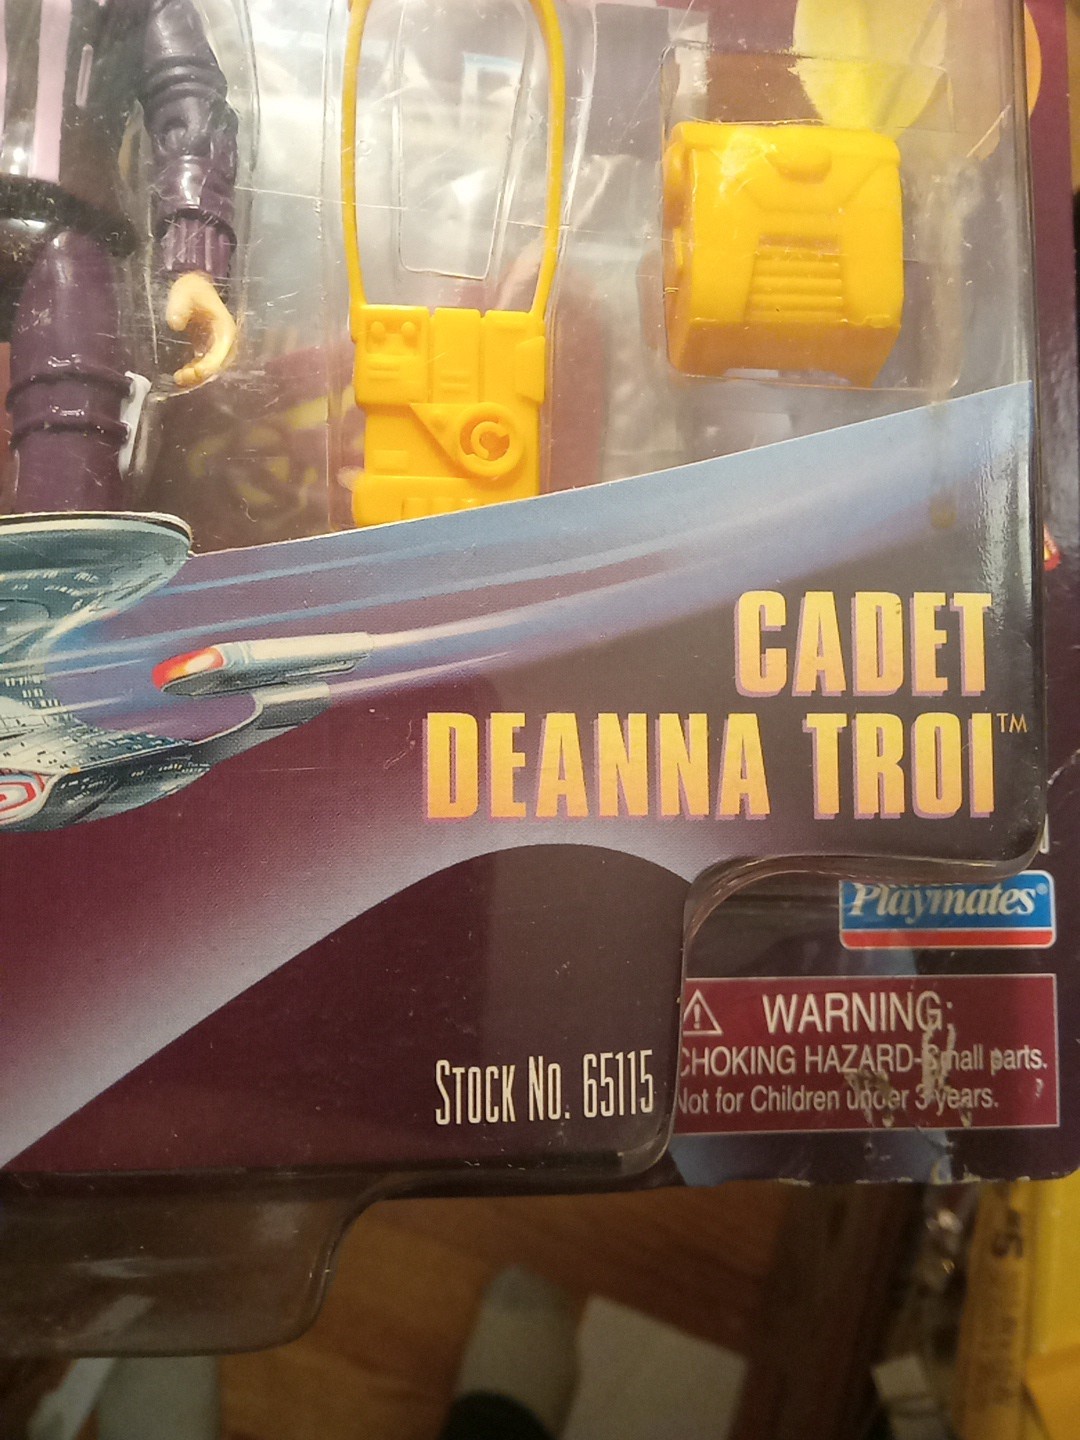 CADET
DEANNA TROI™
Playmates®
⚠ WARNING:
CHOKING HAZARD-Small parts.
Not for Children under 3 years.
STOCK NO. 65115